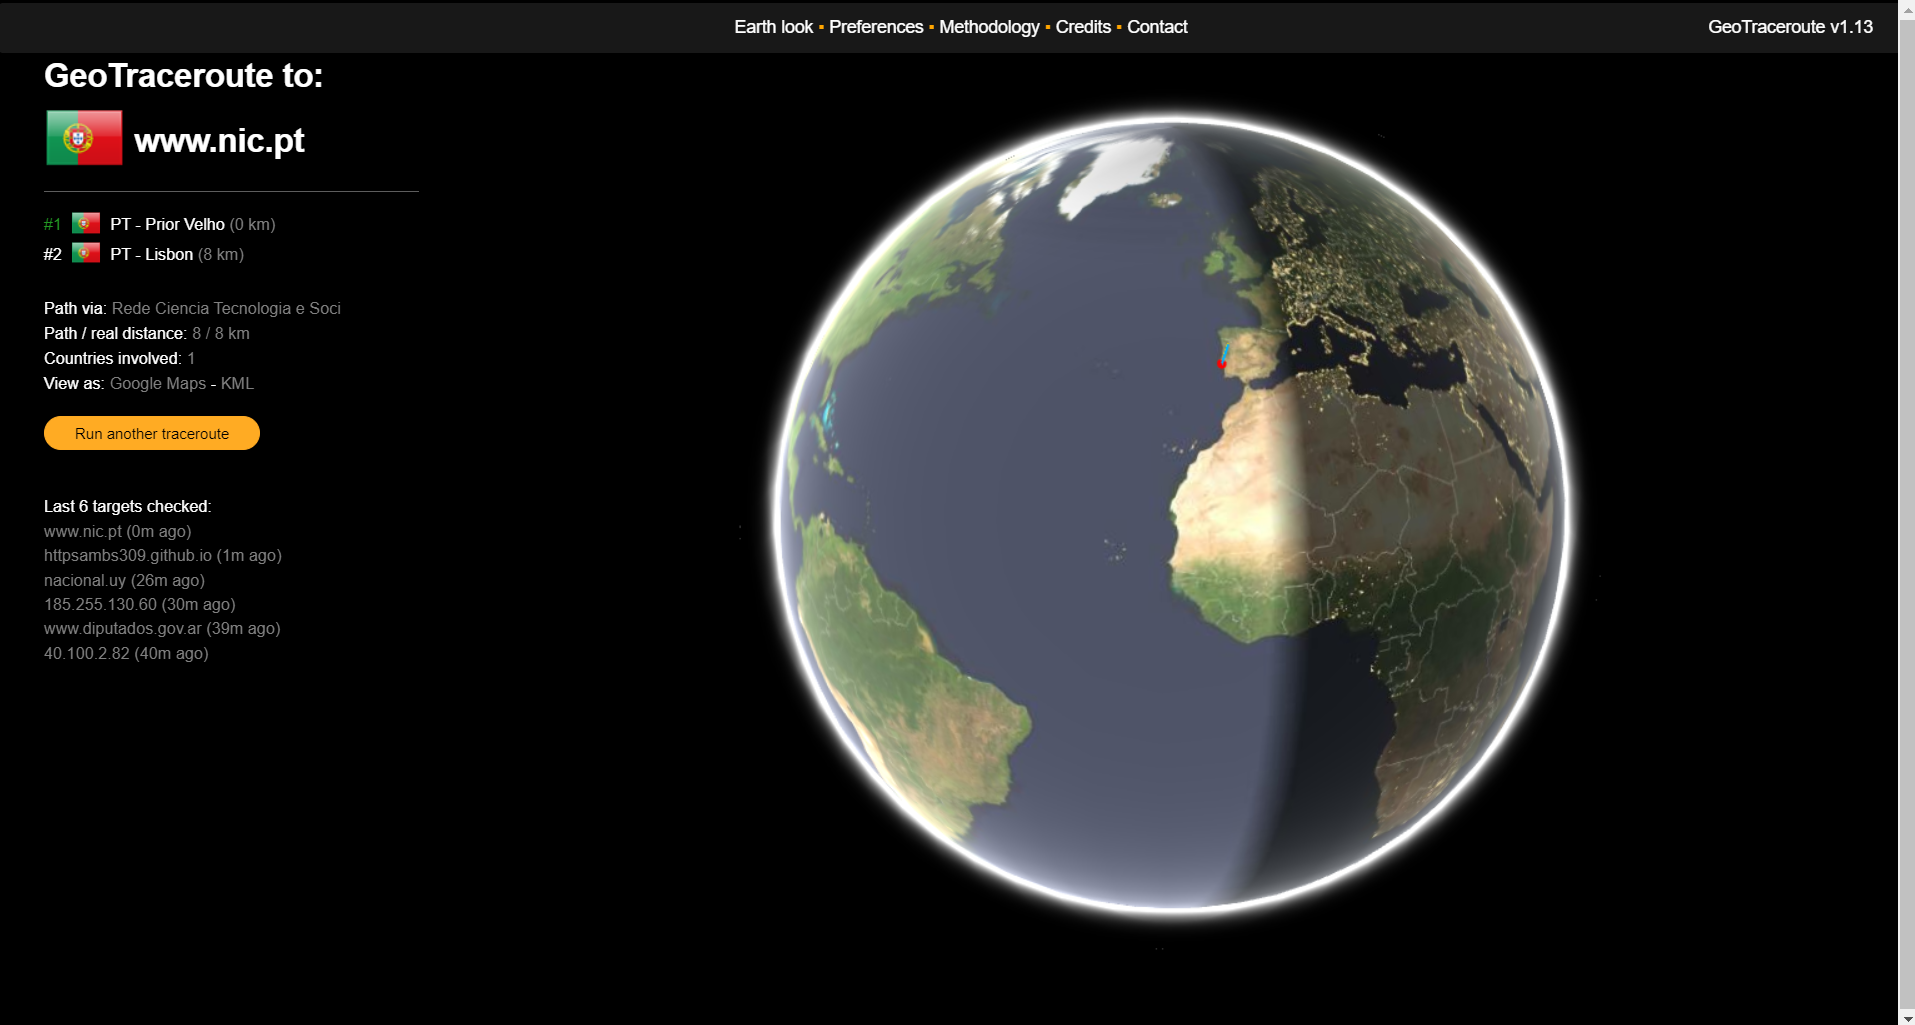 Earth look ▪ Preferences ▪ Methodology ▪ Credits ▪ Contact
GeoTraceroute v1.13
GeoTraceroute to:
www.nic.pt
#1 PT - Prior Velho (0 km)
#2 PT - Lisbon (8 km)
Path via: Rede Ciencia Tecnologia e Soci
Path / real distance: 8 / 8 km
Countries involved: 1
View as: Google Maps - KML
Run another traceroute
Last 6 targets checked:
www.nic.pt (0m ago)
httpsambs309.github.io (1m ago)
nacional.uy (26m ago)
185.255.130.60 (30m ago)
www.diputados.gov.ar (39m ago)
40.100.2.82 (40m ago)